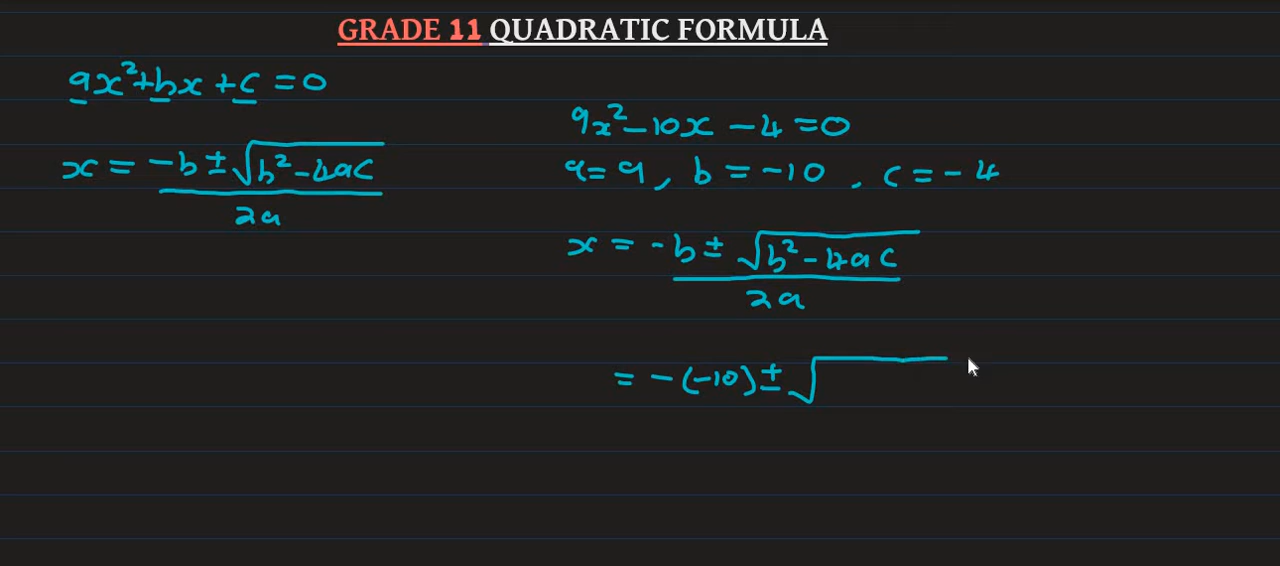 GRADE 11 QUADRATIC FORMULA
ax²+bx+c=0
x = -b ± √b² - 4ac
2a
9x² - 10x - 4 = 0
a = 9, b = -10, c = -4
x = -b ± √b² - 4ac
2a
= -(-10) ± √